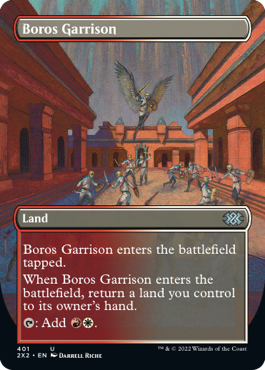 Boros Garrison
Land
Boros Garrison enters the battlefield
tapped.
When Boros Garrison enters the
battlefield, return a land you control
to its owner's hand.
: Add .
401 U
2X2 • EN Darrell Riche
™ & © 2022 Wizards of the Coast